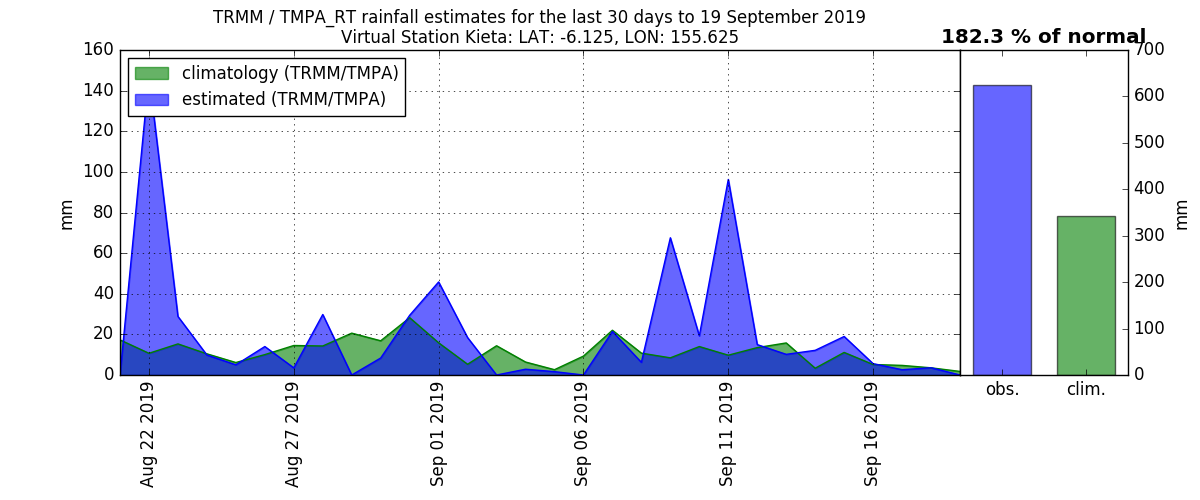 TRMM / TMPA_RT rainfall estimates for the last 30 days to 19 September 2019
Virtual Station Kieta: LAT: -6.125, LON: 155.625
182.3 % of normal
climatology (TRMM/TMPA)
estimated (TRMM/TMPA)
160
140
120
100
80
60
40
20
0
mm
Aug 22 2019
Aug 27 2019
Sep 01 2019
Sep 06 2019
Sep 11 2019
Sep 16 2019
700
600
500
400
300
200
100
0
mm
obs.
clim.